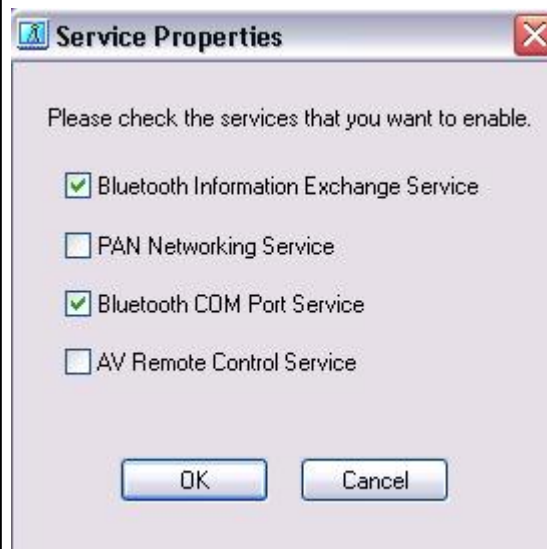 Service Properties
Please check the services that you want to enable.
Bluetooth Information Exchange Service
PAN Networking Service
Bluetooth COM Port Service
AV Remote Control Service
OK Cancel